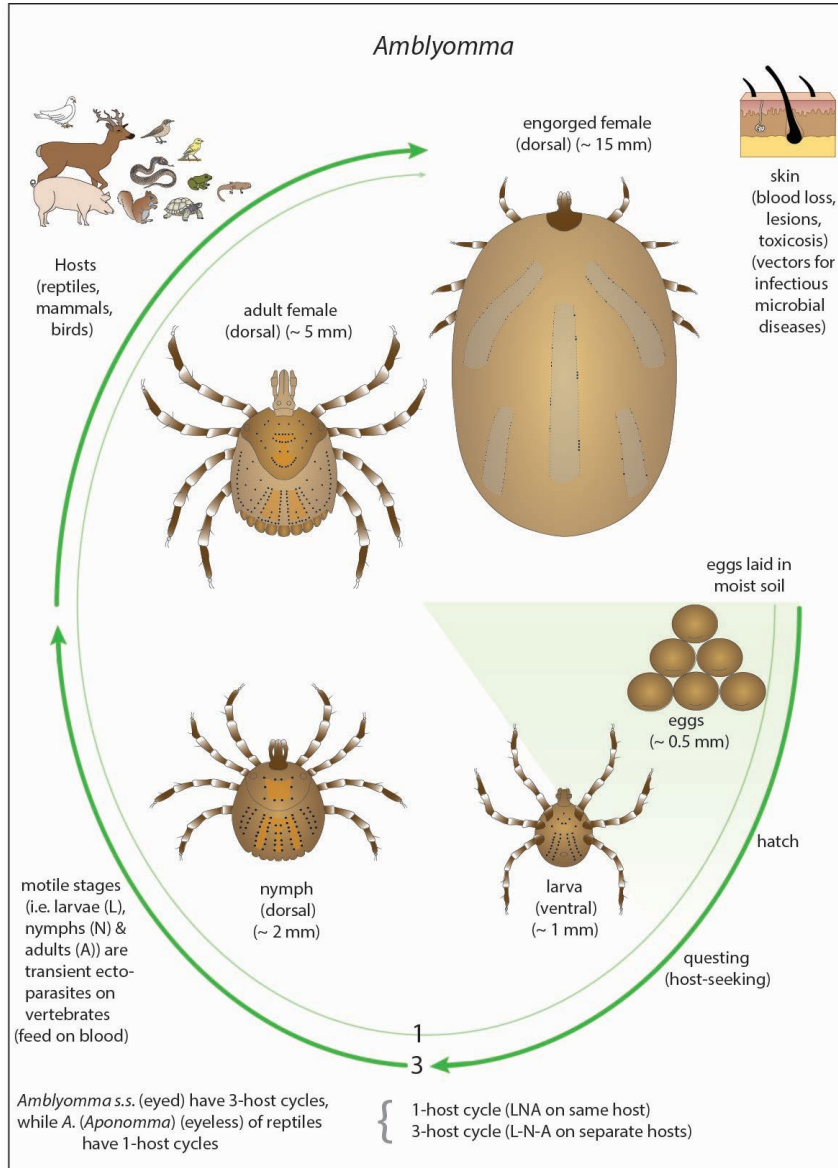 Amblyomma
engorged female
(dorsal) (~ 15 mm)
skin
(blood loss,
lesions,
toxicosis)
(vectors for
infectious
microbial
diseases)
Hosts
(reptiles,
mammals,
birds)
adult female
(dorsal) (~ 5 mm)
eggs laid in
moist soil
eggs
(~ 0.5 mm)
hatch
larva
(ventral)
(~ 1 mm)
questing
(host-seeking)
nymph
(dorsal)
(~ 2 mm)
motile stages
(i.e. larvae (L),
nymphs (N) &
adults (A)) are
transient ecto-
parasites on
vertebrates
(feed on blood)
1
3
Amblyomma s.s. (eyed) have 3-host cycles,
while A. (Aponomma) (eyeless) of reptiles
have 1-host cycles
{
1-host cycle (LNA on same host)
3-host cycle (L-N-A on separate hosts)